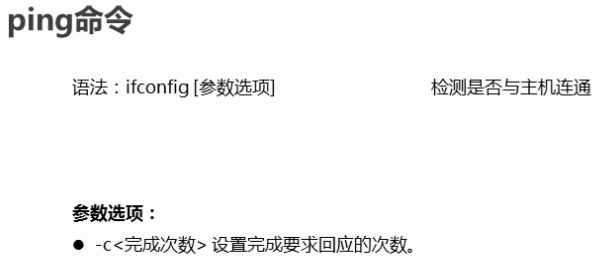 ping命令
语法：ifconfig [参数选项] 检测是否与主机连通
参数选项：
● -c<完成次数> 设置完成要求回应的次数。